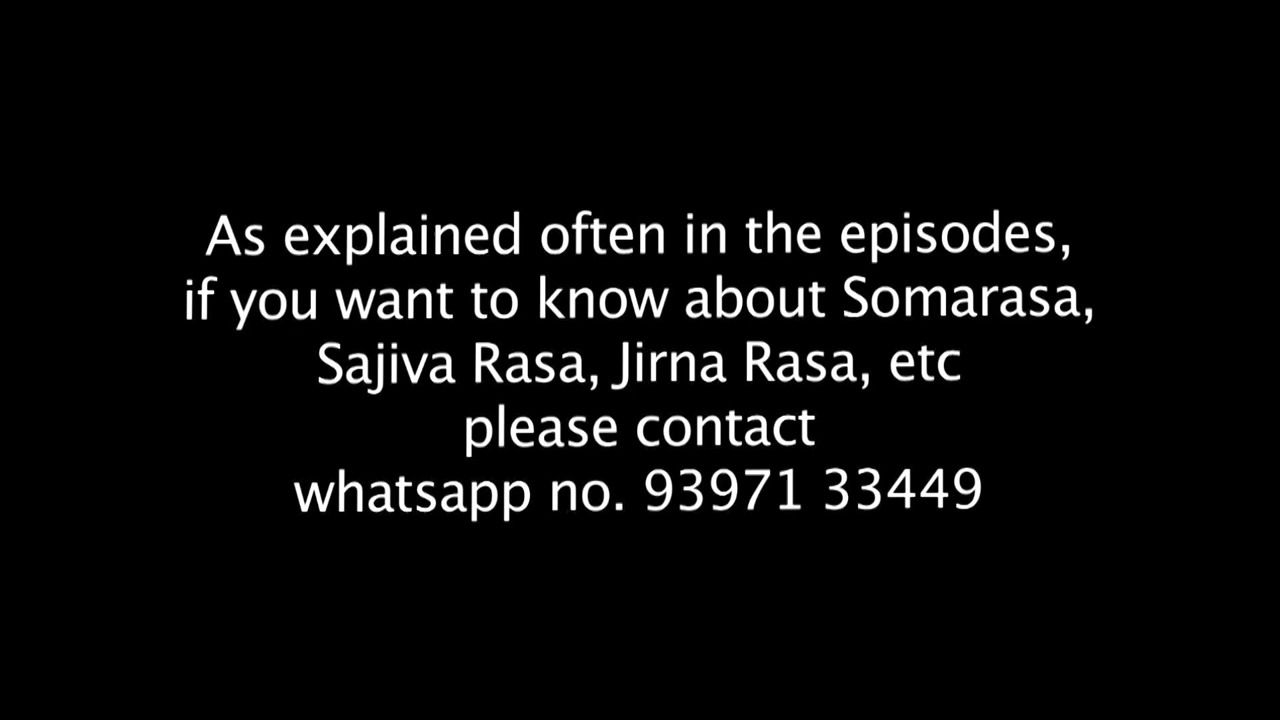 As explained often in the episodes,
if you want to know about Somarasa,
Sajiva Rasa, Jirna Rasa, etc
please contact
whatsapp no. 93971 33449